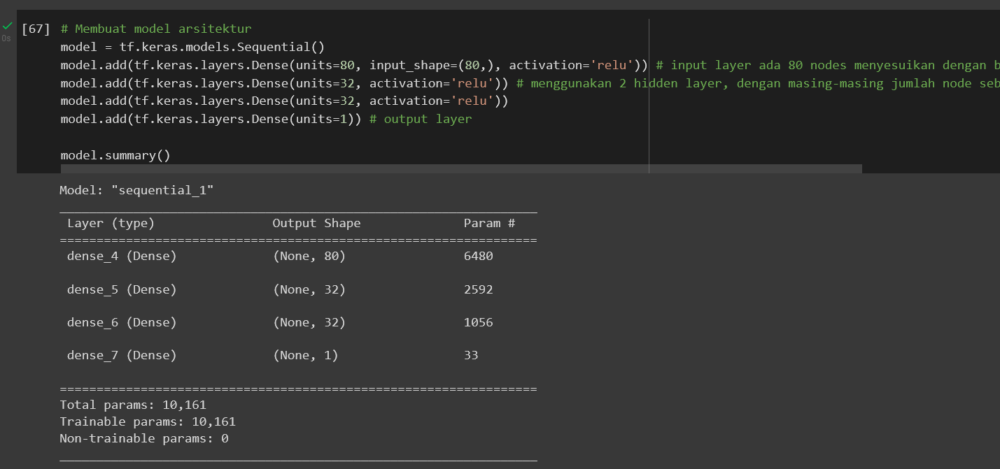 [67] # Membuat model arsitektur
0s
model = tf.keras.models.Sequential()
model.add(tf.keras.layers.Dense(units=80, input_shape=(80,), activation='relu')) # input layer ada 80 nodes menyesuikan dengan b
model.add(tf.keras.layers.Dense(units=32, activation='relu')) # menggunakan 2 hidden layer, dengan masing-masing jumlah node seb
model.add(tf.keras.layers.Dense(units=32, activation='relu'))
model.add(tf.keras.layers.Dense(units=1)) # output layer
model.summary()
Model: "sequential_1"
Layer (type) Output Shape Param #
=================================================================
dense_4 (Dense) (None, 80) 6480
dense_5 (Dense) (None, 32) 2592
dense_6 (Dense) (None, 32) 1056
dense_7 (Dense) (None, 1) 33
=================================================================
Total params: 10,161
Trainable params: 10,161
Non-trainable params: 0